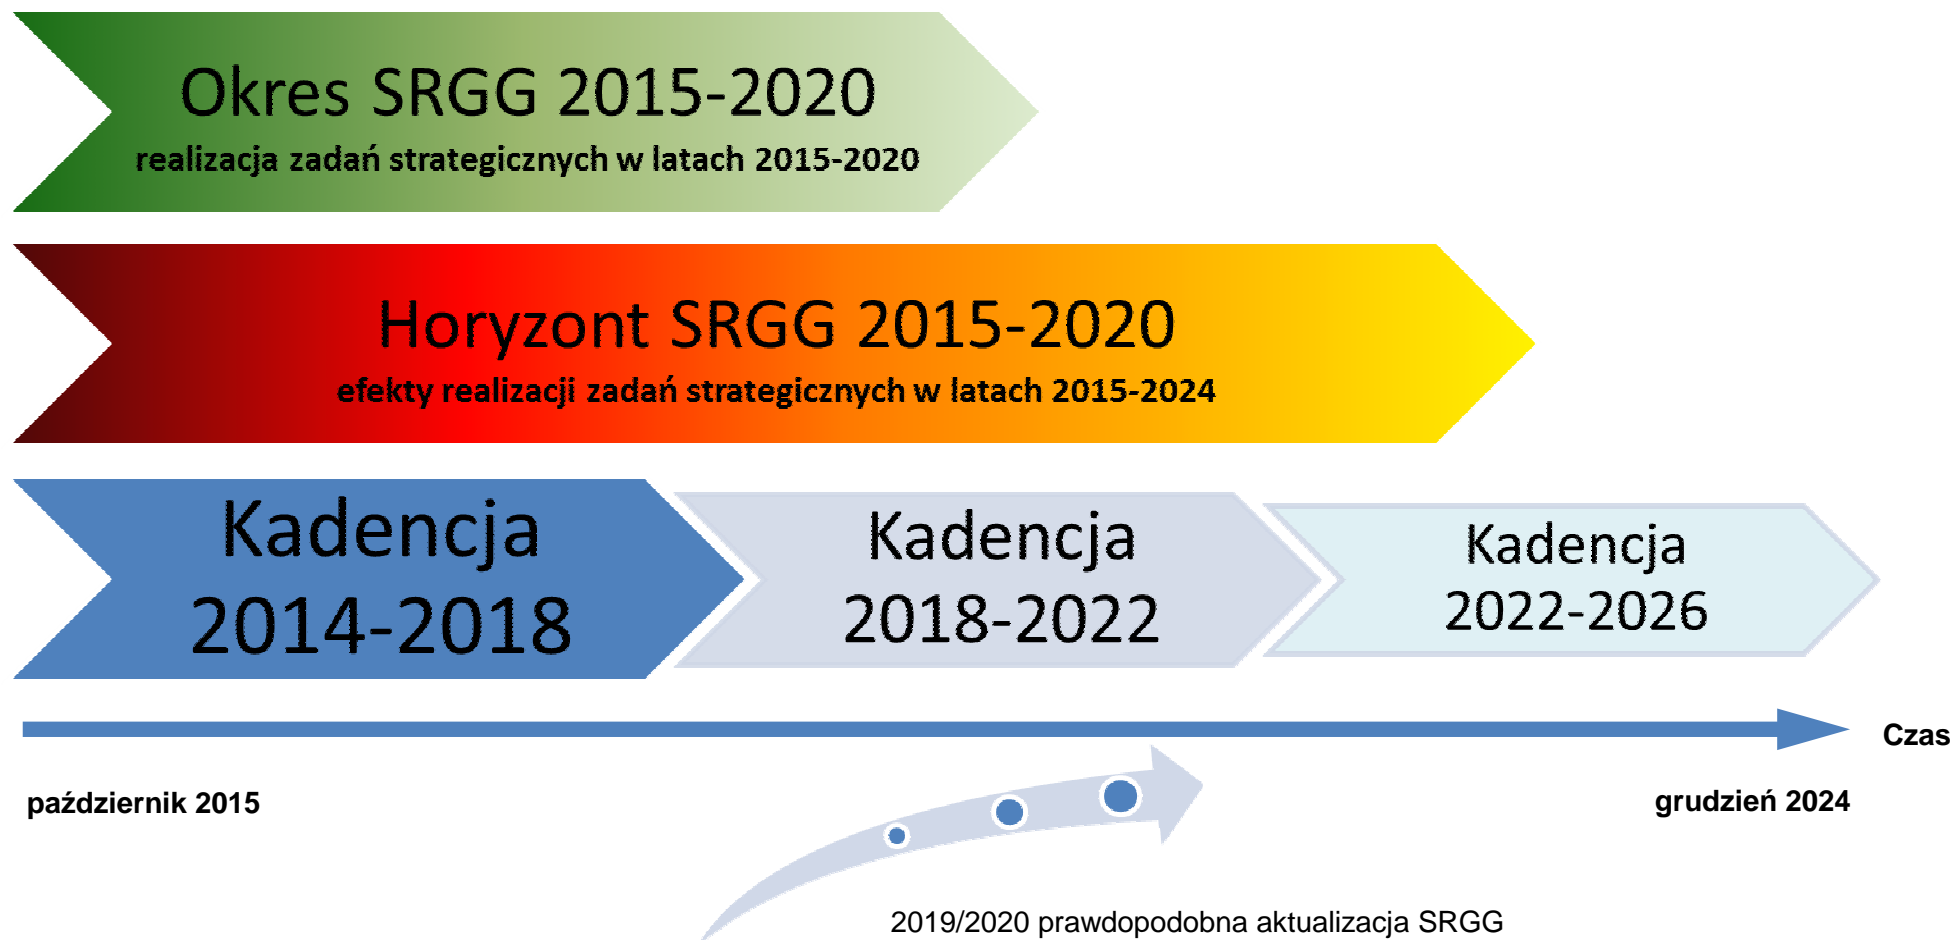 Okres SRGG 2015-2020
realizacja zadań strategicznych w latach 2015-2020
Horyzont SRGG 2015-2020
efekty realizacji zadań strategicznych w latach 2015-2024
Kadencja
2014-2018
Kadencja
2018-2022
Kadencja
2022-2026
Czas
październik 2015
grudzień 2024
2019/2020 prawdopodobna aktualizacja SRGG